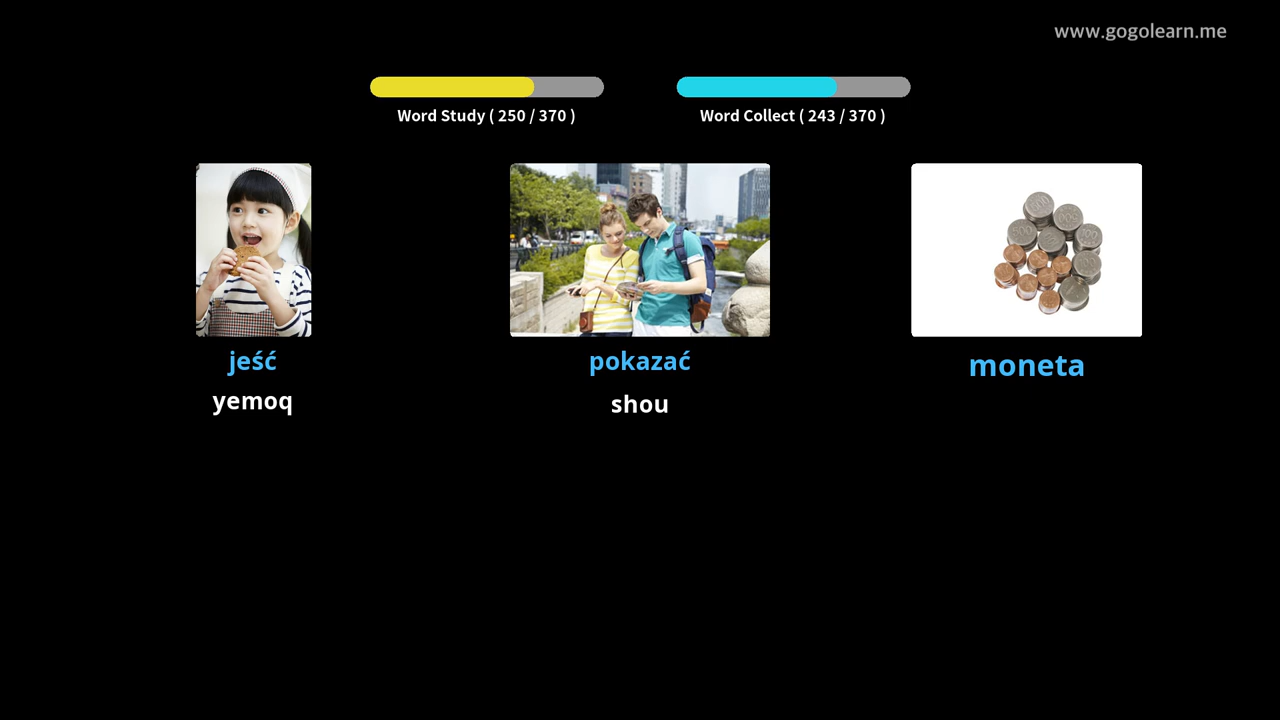 www.gogolearn.me
Word Study ( 250 / 370 )
Word Collect ( 243 / 370 )
jeść
yemoq
pokazać
shou
moneta